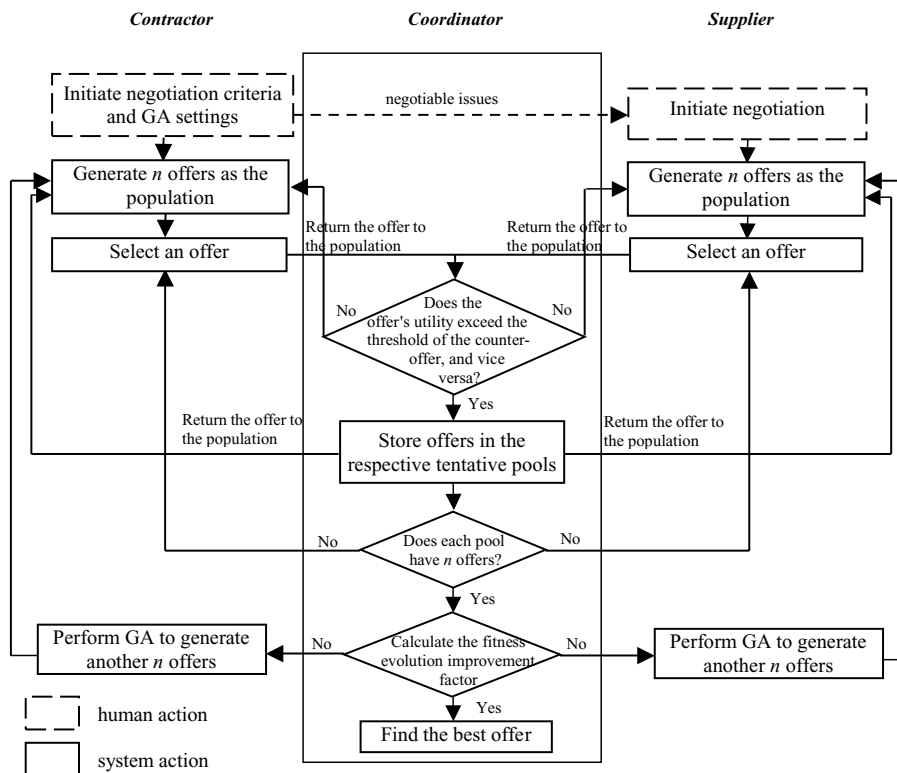 Contractor
Coordinator
Supplier
Initiate negotiation criteria
and GA settings
negotiable issues
Initiate negotiation
Generate n offers as the
population
Generate n offers as the
population
Return the offer to
the population
Return the offer to
the population
Select an offer
Select an offer
No
Does the
offer's utility exceed the
threshold of the counter-
offer, and vice
versa?
No
Yes
Return the offer to
the population
Store offers in the
respective tentative pools
Return the offer to
the population
No
Does each pool
have n offers?
No
Yes
Perform GA to generate
another n offers
No
Calculate the fitness
evolution improvement
factor
No
Perform GA to generate
another n offers
Yes
Find the best offer
human action
system action